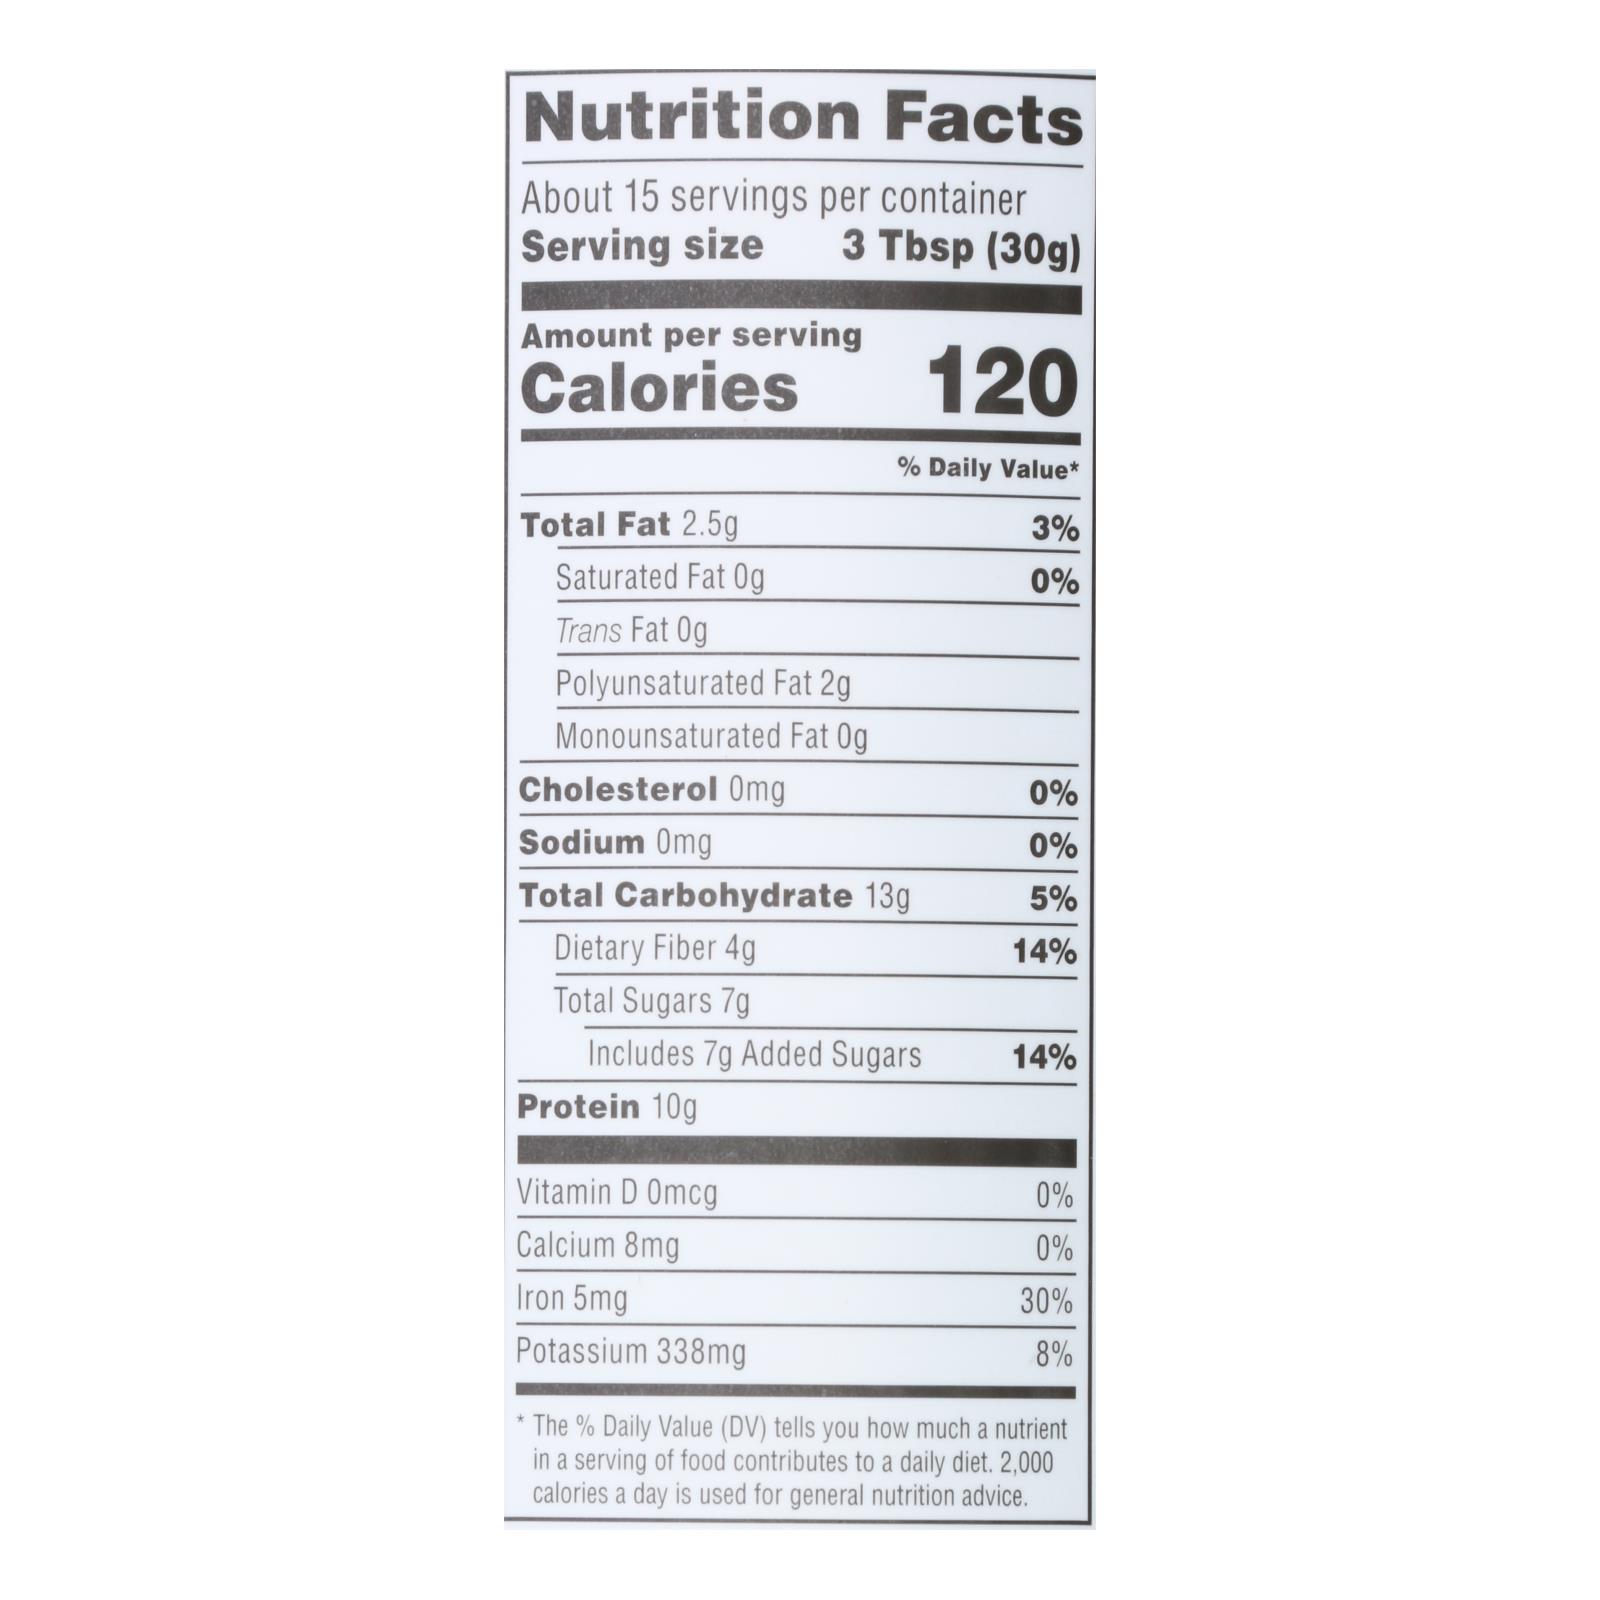 Nutrition Facts
About 15 servings per container
Serving size 3 Tbsp (30g)
Amount per serving
Calories 120
% Daily Value*
Total Fat 2.5g 3%
Saturated Fat 0g 0%
Trans Fat 0g
Polyunsaturated Fat 2g
Monounsaturated Fat 0g
Cholesterol 0mg 0%
Sodium 0mg 0%
Total Carbohydrate 13g 5%
Dietary Fiber 4g 14%
Total Sugars 7g
Includes 7g Added Sugars 14%
Protein 10g
Vitamin D 0mcg 0%
Calcium 8mg 0%
Iron 5mg 30%
Potassium 338mg 8%
* The % Daily Value (DV) tells you how much a nutrient
in a serving of food contributes to a daily diet. 2,000
calories a day is used for general nutrition advice.